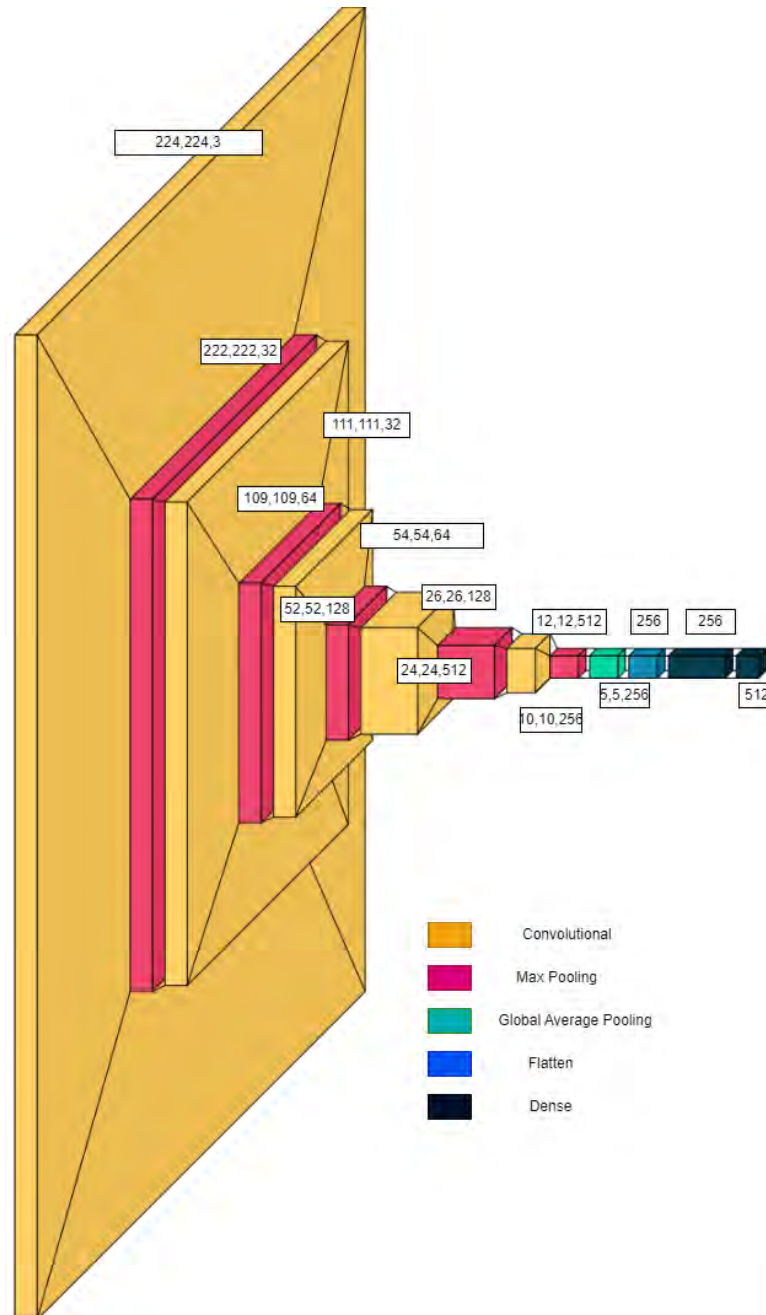 224,224,3
222,222,32
111,111,32
109,109,64
54,54,64
52,52,128
26,26,128
24,24,512
12,12,512
10,10,256
5,5,256
256
256
512
Convolutional
Max Pooling
Global Average Pooling
Flatten
Dense